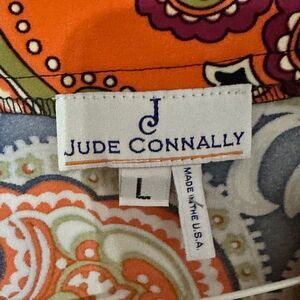 J
JUDE CONNALLY
L
MADE IN THE U.S.A.